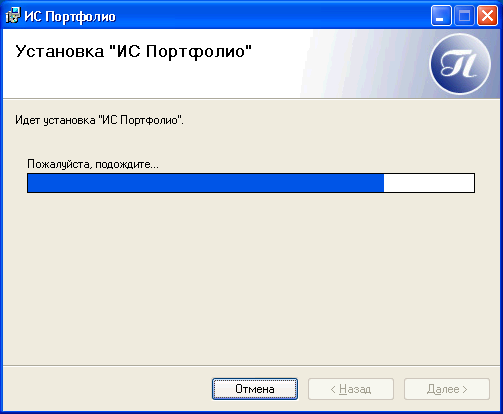 ИС Портфолио
Установка "ИС Портфолио"
П
Идет установка "ИС Портфолио".
Пожалуйста, подождите...
Отмена
< Назад
Далее >